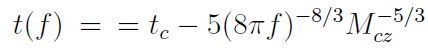 t(f) = = t_c − 5(8πf)^{−8/3} M_{cz}^{−5/3}